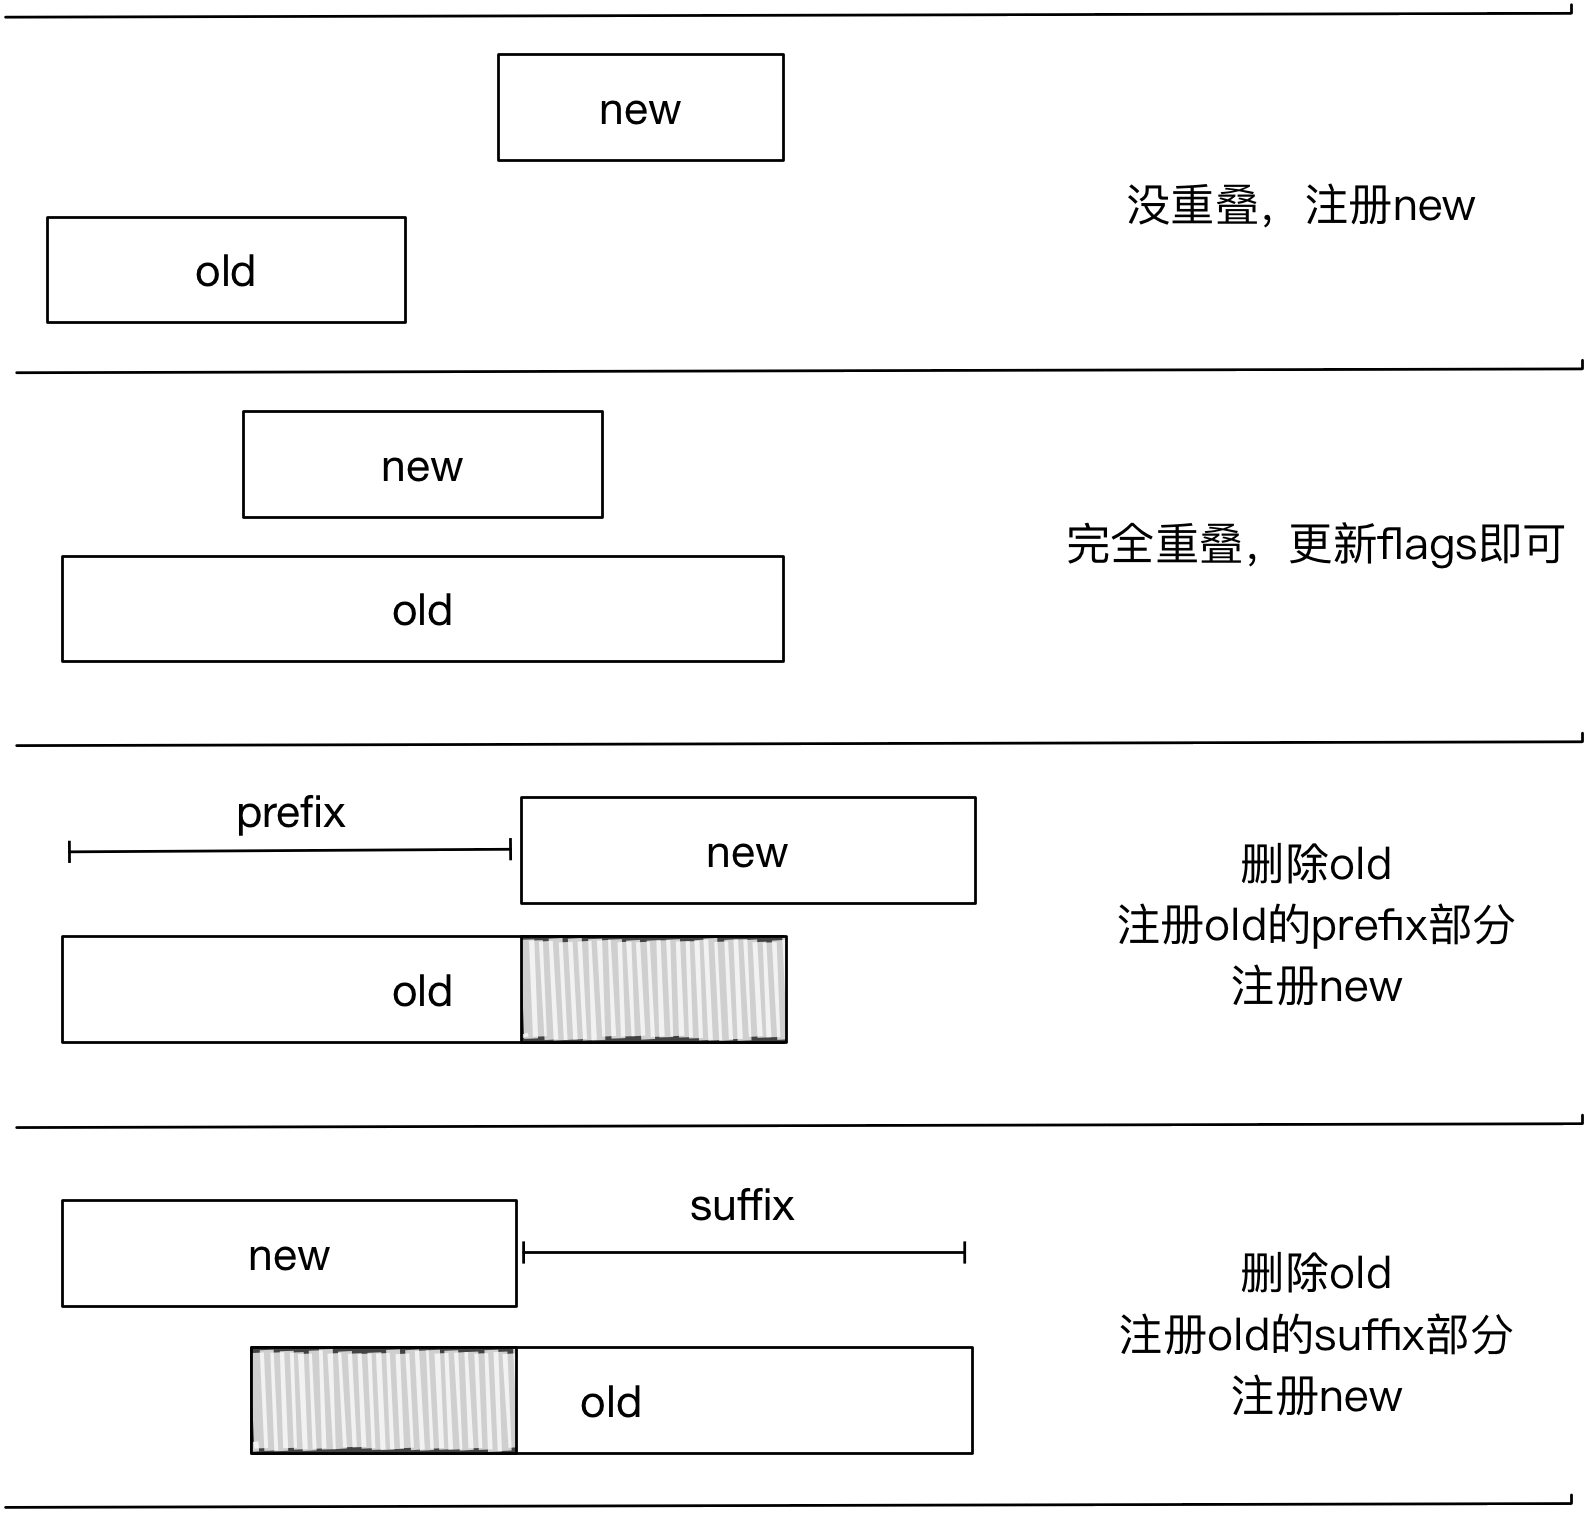 new
没重叠，注册new
old
new
完全重叠，更新flags即可
old
prefix
new
删除old
注册old的prefix部分
old
注册new
suffix
new
删除old
注册old的suffix部分
old
注册new